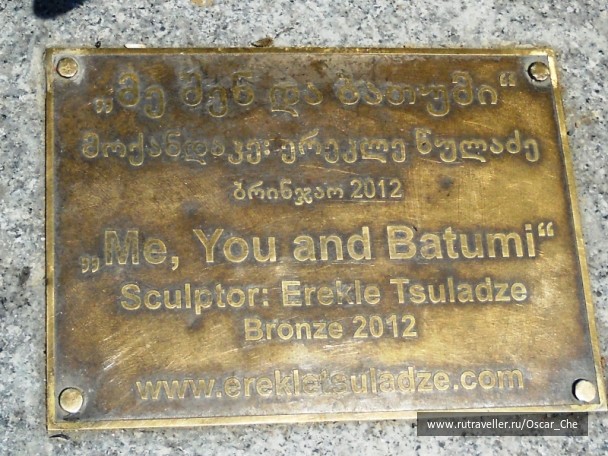 „მე შენ და ბათუმი“
მოქანდაკე: ერეკლე წულაძე
ბრინჯაო 2012
„Me, You and Batumi“
Sculptor: Erekle Tsuladze
Bronze 2012
www.erekletsuladze.com
www.rutraveller.ru/Oscar_Che